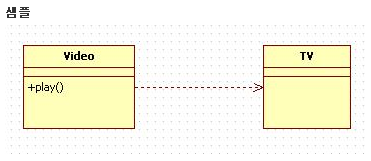 샘플
Video
TV
+play()